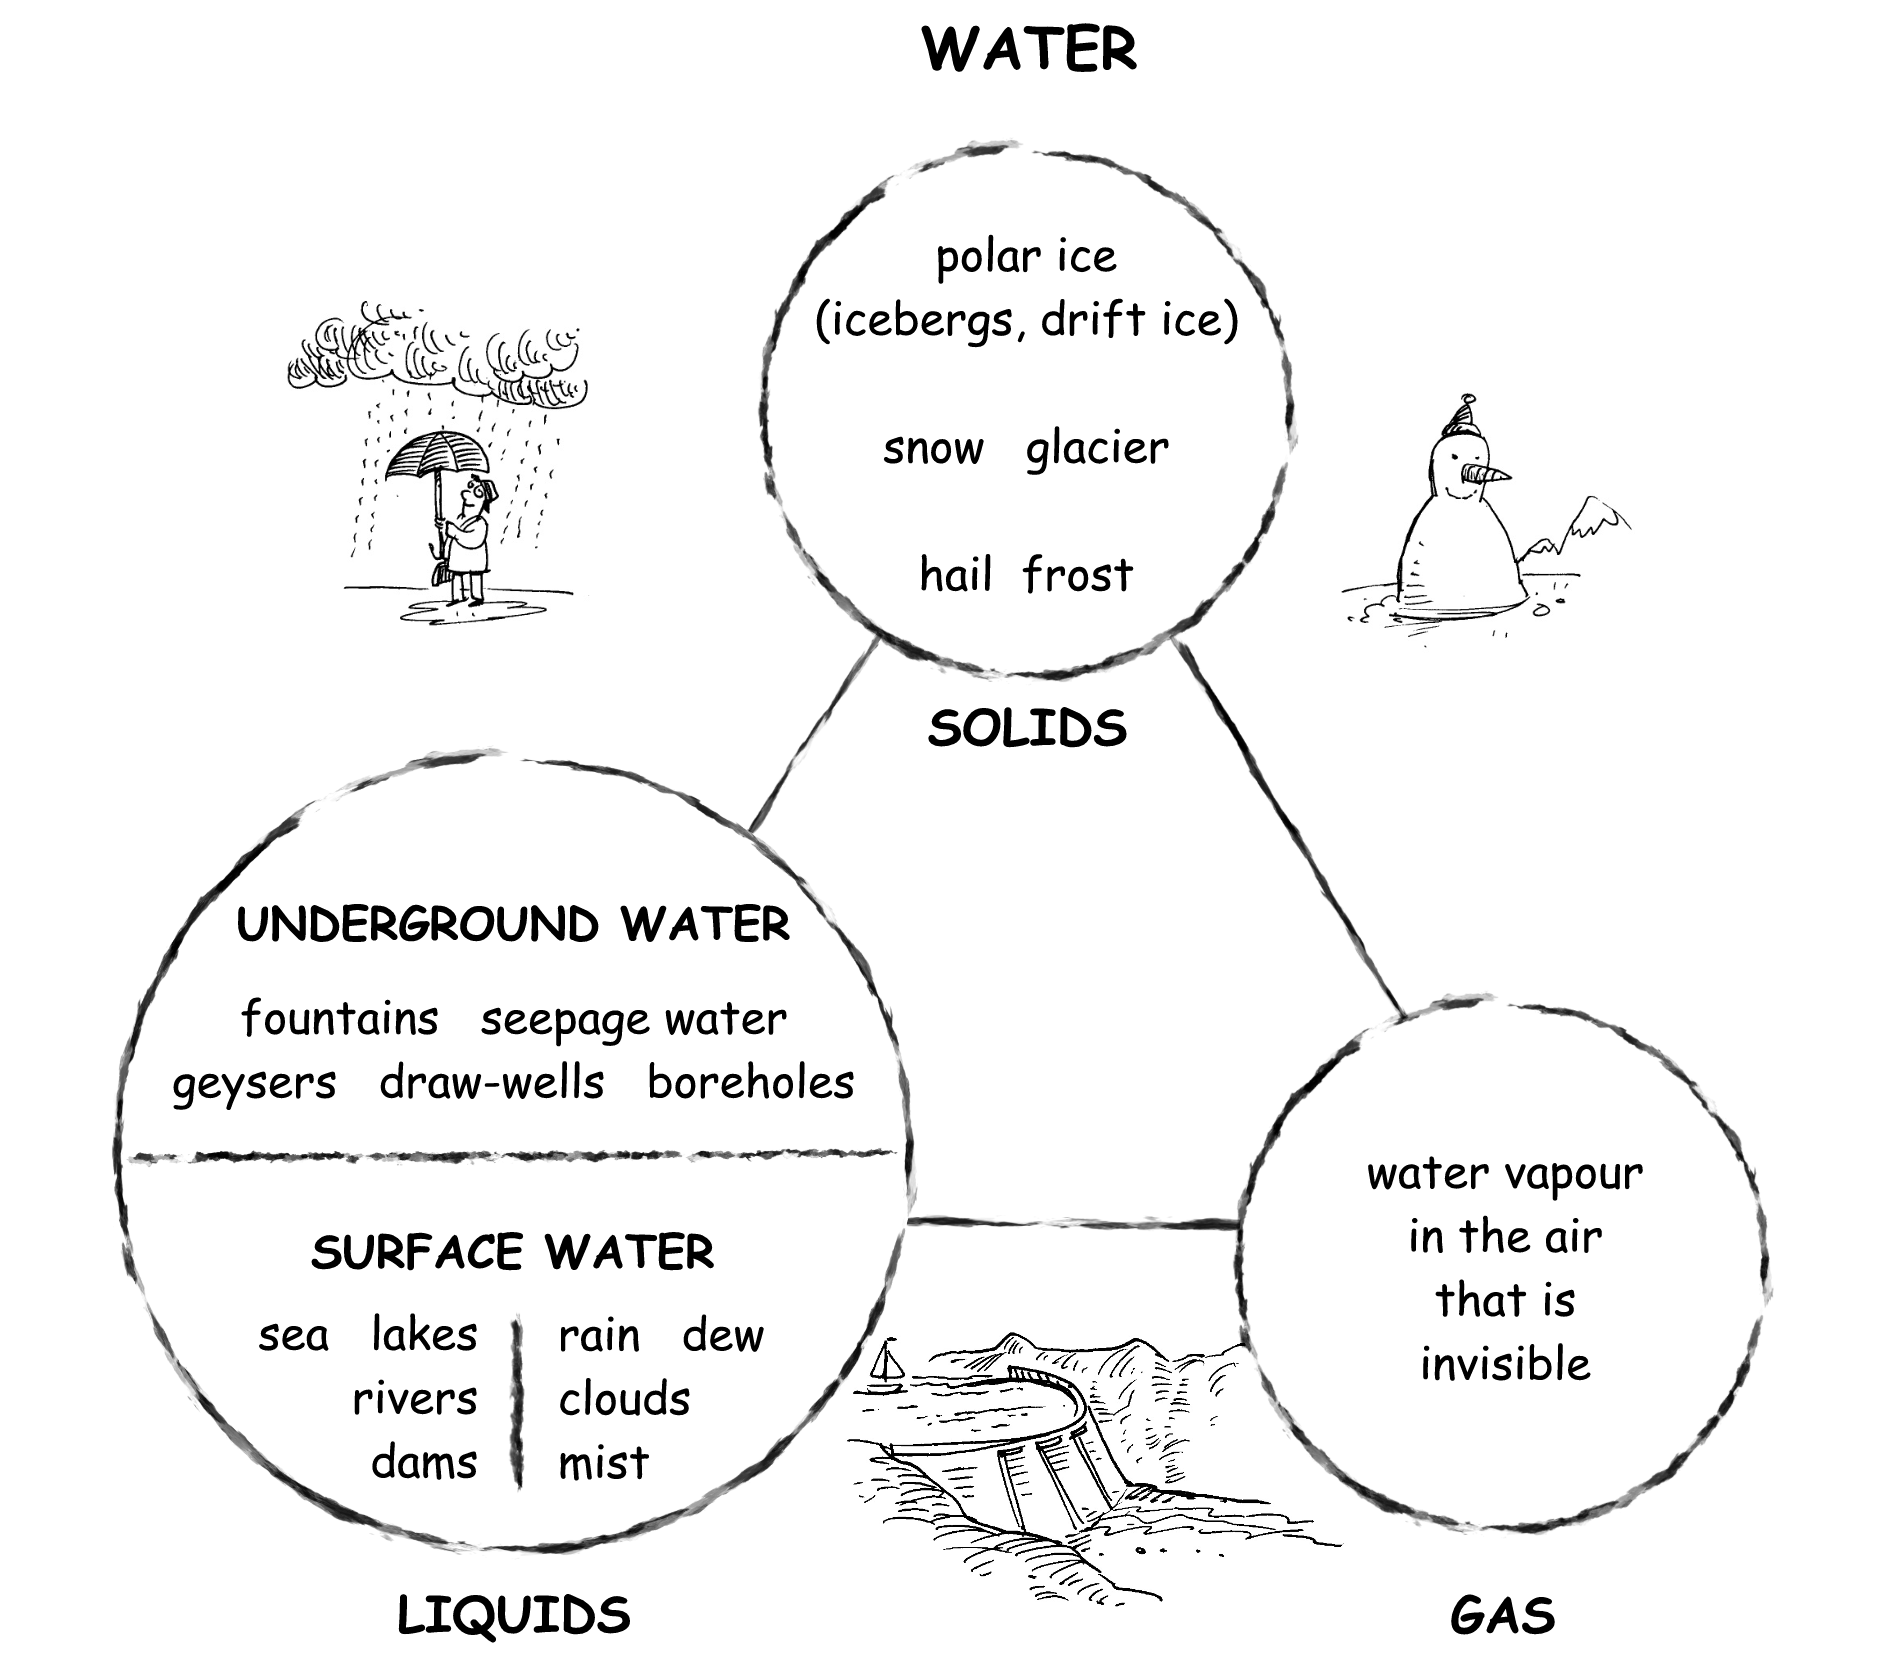 WATER
polar ice
(icebergs, drift ice)
snow glacier
hail frost
SOLIDS
UNDERGROUND WATER
fountains seepage water
geysers draw-wells boreholes
SURFACE WATER
sea lakes
rivers
dams
rain dew
clouds
mist
LIQUIDS
water vapour
in the air
that is
invisible
GAS